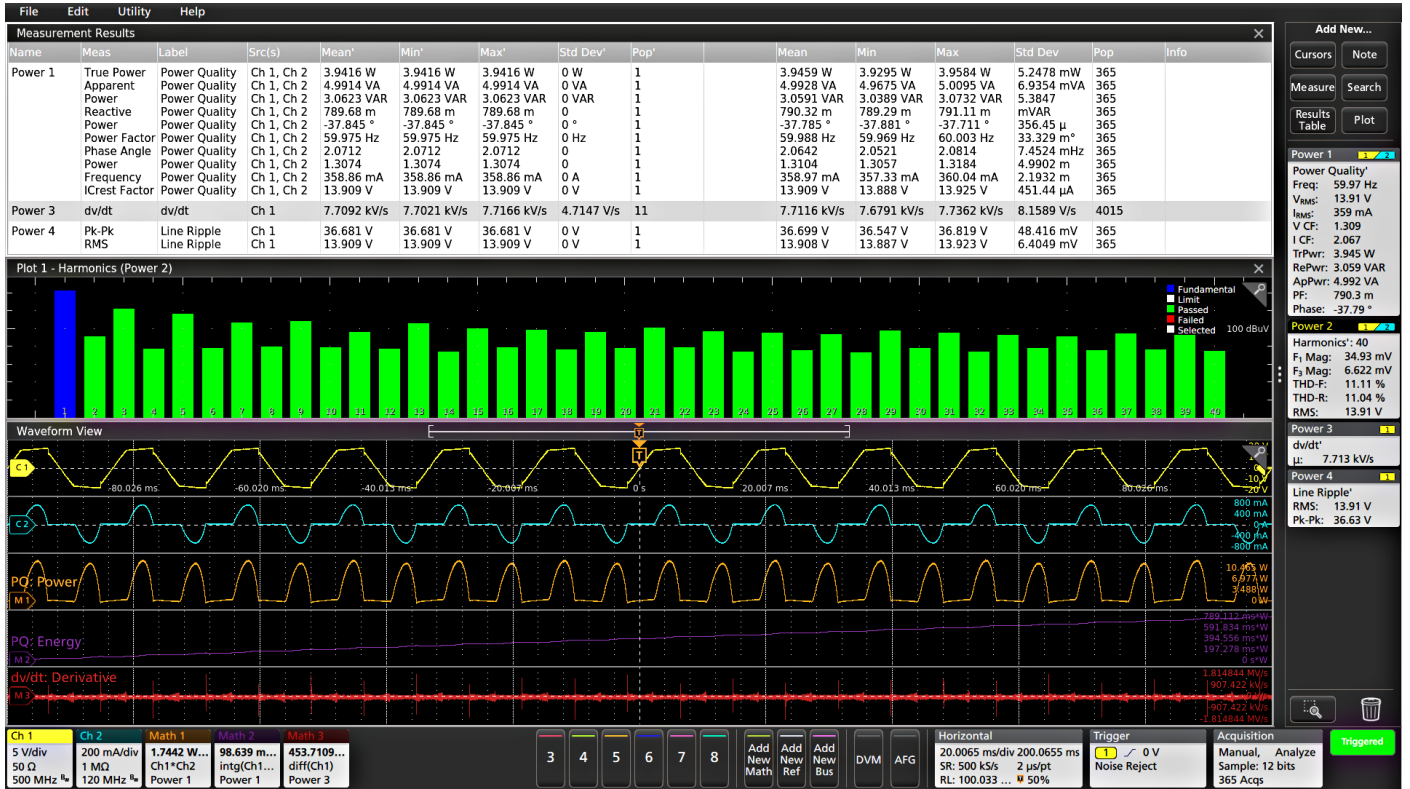 File Edit Utility Help
Measurement Results
Name Meas Label Src(s) Mean' Min' Max' Std Dev' Pop' Mean Min Max Std Dev Pop Info
Power 1 True Power Power Quality Ch 1, Ch 2 3.9416 W 3.9416 W 3.9416 W 0 W 1 3.9459 W 3.9295 W 3.9584 W 5.2478 mW 365
Apparent Power Quality Ch 1, Ch 2 4.9914 VA 4.9914 VA 4.9914 VA 0 VA 1 4.9928 VA 4.9675 VA 5.0095 VA 6.9354 mVA 365
Power Power Quality Ch 1, Ch 2 3.0623 VAR 3.0623 VAR 3.0623 VAR 0 VAR 1 3.0591 VAR 3.0389 VAR 3.0732 VAR 5.3847 365
Reactive Power Quality Ch 1, Ch 2 789.68 m 789.68 m 789.68 m 0 1 790.32 m 789.29 m 791.11 m mVAR 365
Power Power Quality Ch 1, Ch 2 -37.845 ° -37.845 ° -37.845 ° 0 ° 1 -37.785 ° -37.881 ° -37.711 ° 356.45 µ 365
Power Factor Power Quality Ch 1, Ch 2 59.975 Hz 59.975 Hz 59.975 Hz 0 Hz 1 59.988 Hz 59.969 Hz 60.003 Hz 33.329 m° 365
Phase Angle Power Quality Ch 1, Ch 2 2.0712 2.0712 2.0712 0 1 2.0642 2.0521 2.0814 7.4524 mHz 365
Power Power Quality Ch 1, Ch 2 1.3074 1.3074 1.3074 0 1 1.3104 1.3057 1.3184 4.9902 m 365
Frequency Power Quality Ch 1, Ch 2 358.86 mA 358.86 mA 358.86 mA 0 A 1 358.97 mA 357.33 mA 360.04 mA 2.1932 m 365
ICrest Factor Power Quality Ch 1, Ch 2 13.909 V 13.909 V 13.909 V 0 V 1 13.909 V 13.888 V 13.925 V 451.44 µA 365
Power 3 dv/dt dv/dt Ch 1 7.7092 kV/s 7.7021 kV/s 7.7166 kV/s 4.7147 V/s 11 7.7116 kV/s 7.6791 kV/s 7.7362 kV/s 8.1589 V/s 4015
Power 4 Pk-Pk Line Ripple Ch 1 36.681 V 36.681 V 36.681 V 0 V 1 36.699 V 36.547 V 36.819 V 48.416 mV 365
RMS Line Ripple Ch 1 13.909 V 13.909 V 13.909 V 0 V 1 13.908 V 13.887 V 13.923 V 6.4049 mV 365
Plot 1 - Harmonics (Power 2)
Fundamental
Limit
Passed
Failed
Selected 100 dBuV
1 2 3 4 5 6 7 8 9 10 11 12 13 14 15 16 17 18 19 20 21 22 23 24 25 26 27 28 29 30 31 32 33 34 35 36 37 38 39 40
Waveform View
T
T
20 V
C 1
-10
-20 V
-80.026 ms -60.020 ms -40.013 ms -20.007 ms 0 s 20.007 ms 40.013 ms 60.020 ms 80.026 ms
C 2
800 mA
400 mA
0 A
-400 mA
-800 mA
PQ: Power
M 1
10.465 W
6.977 W
3.488 W
0 W
PQ: Energy
M 2
789.112 ms*W
591.834 ms*W
394.556 ms*W
197.278 ms*W
0 s*W
dv/dt: Derivative
M 3
1.814844 MV/s
907.422 kV/s
-907.422 kV/s
-1.814844 MV/s
Ch 1
5 V/div
50 Ω
500 MHz
Ch 2
200 mA/div
1 MΩ
120 MHz
Math 1
1.7442 W...
Ch1*Ch2
Power 1
Math 2
98.639 m...
intg(Ch1...
Power 1
Math 3
453.7109...
diff(Ch1)
Power 3
3 4 5 6 7 8
Add New Math
Add New Ref
Add New Bus
DVM
AFG
Horizontal
20.0065 ms/div 200.0655 ms
SR: 500 kS/s 2 µs/pt
RL: 100.033 ... 50%
Trigger
1 0 V
Noise Reject
Acquisition
Manual, Analyze
Sample: 12 bits
365 Acqs
Triggered
Add New...
Cursors Note
Measure Search
Results Table Plot
Power 1 1 2
Power Quality'
Freq: 59.97 Hz
VRMS: 13.91 V
IRMS: 359 mA
V CF: 1.309
I CF: 2.067
TrPwr: 3.945 W
RePwr: 3.059 VAR
ApPwr: 4.992 VA
PF: 790.3 m
Phase: -37.79 °
Power 2 1 2
Harmonics': 40
F1 Mag: 34.93 mV
F3 Mag: 6.622 mV
THD-F: 11.11 %
THD-R: 11.04 %
RMS: 13.91 V
Power 3 1
dv/dt'
µ: 7.713 kV/s
Power 4 1
Line Ripple'
RMS: 13.91 V
Pk-Pk: 36.63 V